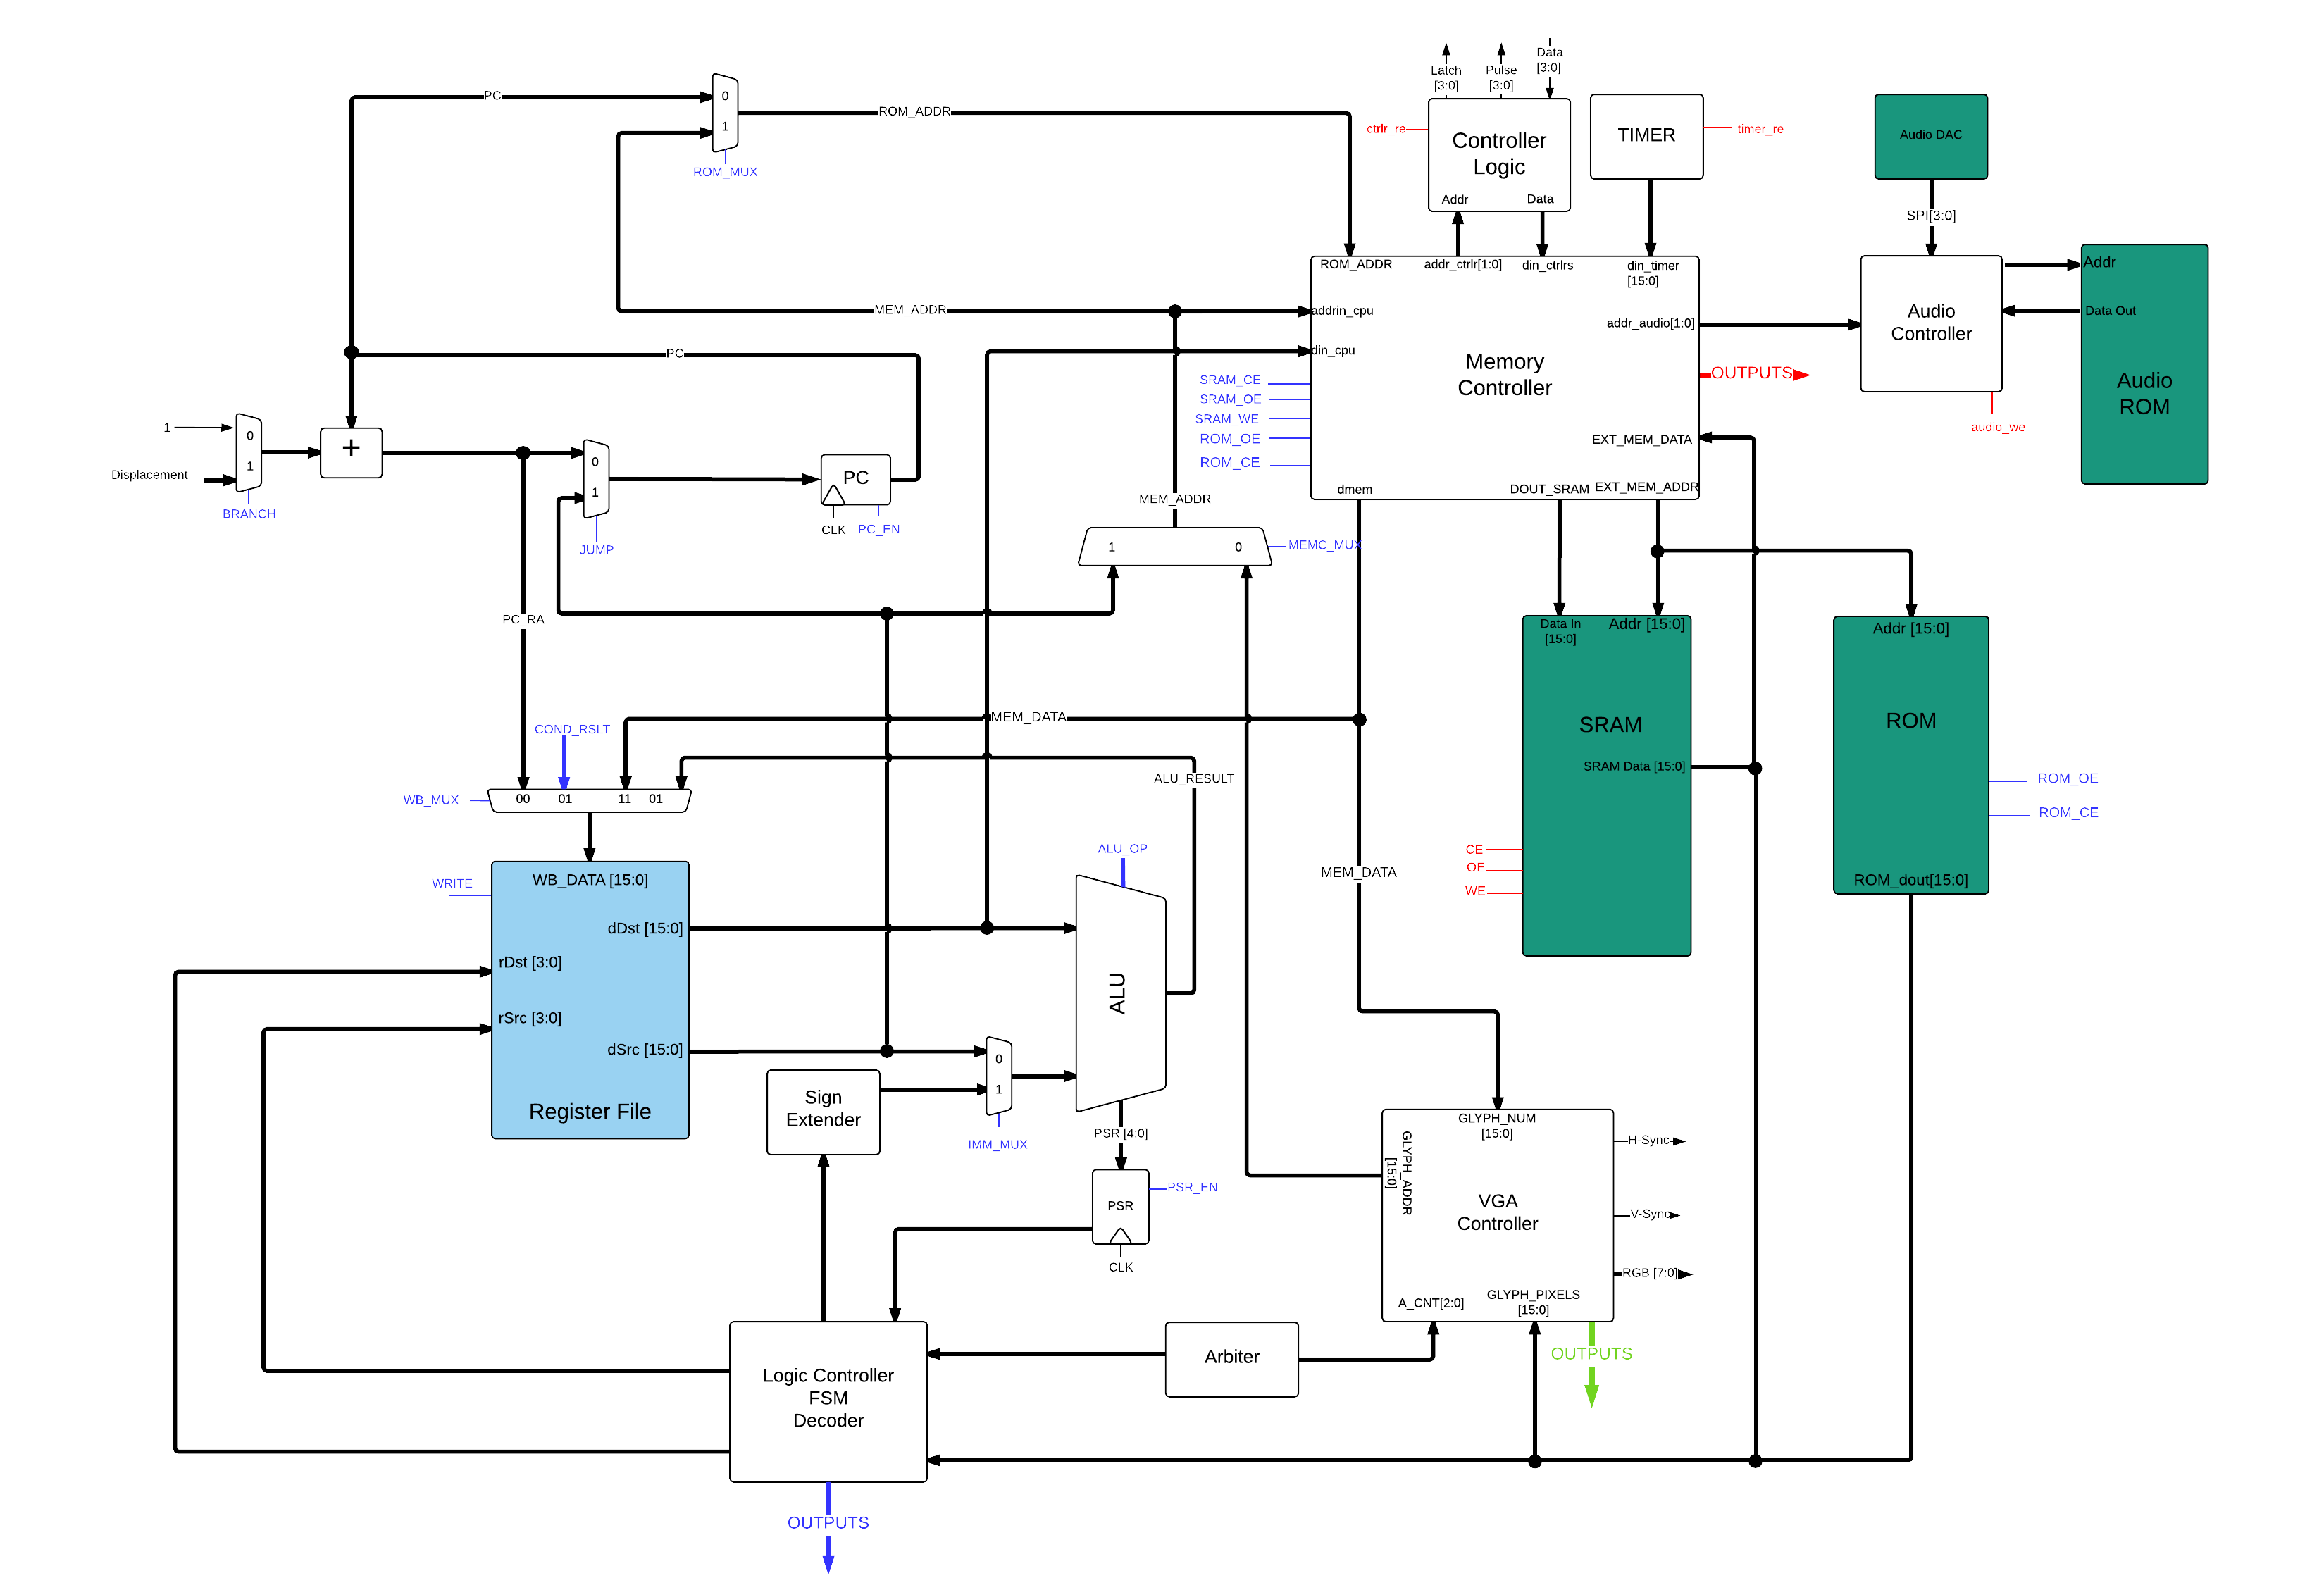 Latch
[3:0]
Pulse
[3:0]
Data
[3:0]
PC
0
1
ROM_MUX
ROM_ADDR
ctrlr_re
Controller
Logic
Addr
Data
TIMER
timer_re
Audio DAC
SPI[3:0]
ROM_ADDR
addr_ctrlr[1:0]
din_ctrlrs
din_timer
[15:0]
MEM_ADDR
addrin_cpu
din_cpu
addr_audio[1:0]
Memory
Controller
OUTPUTS
EXT_MEM_DATA
dmem
DOUT_SRAM
EXT_MEM_ADDR
SRAM_CE
SRAM_OE
SRAM_WE
ROM_OE
ROM_CE
Audio
Controller
audio_we
Addr
Data Out
Audio
ROM
PC
1
Displacement
0
1
BRANCH
+
0
1
JUMP
PC
CLK
PC_EN
MEM_ADDR
1
0
MEMC_MUX
PC_RA
COND_RSLT
MEM_DATA
ALU_RESULT
WB_MUX
00
01
11
01
Data In
[15:0]
Addr [15:0]
SRAM
SRAM Data [15:0]
CE
OE
WE
Addr [15:0]
ROM
ROM_OE
ROM_CE
ROM_dout[15:0]
WRITE
WB_DATA [15:0]
dDst [15:0]
rDst [3:0]
rSrc [3:0]
dSrc [15:0]
Register File
ALU_OP
ALU
MEM_DATA
Sign
Extender
0
1
IMM_MUX
PSR [4:0]
PSR
PSR_EN
CLK
GLYPH_NUM
[15:0]
GLYPH_ADDR
[15:0]
VGA
Controller
H-Sync
V-Sync
RGB [7:0]
A_CNT[2:0]
GLYPH_PIXELS
[15:0]
OUTPUTS
Arbiter
Logic Controller
FSM
Decoder
OUTPUTS